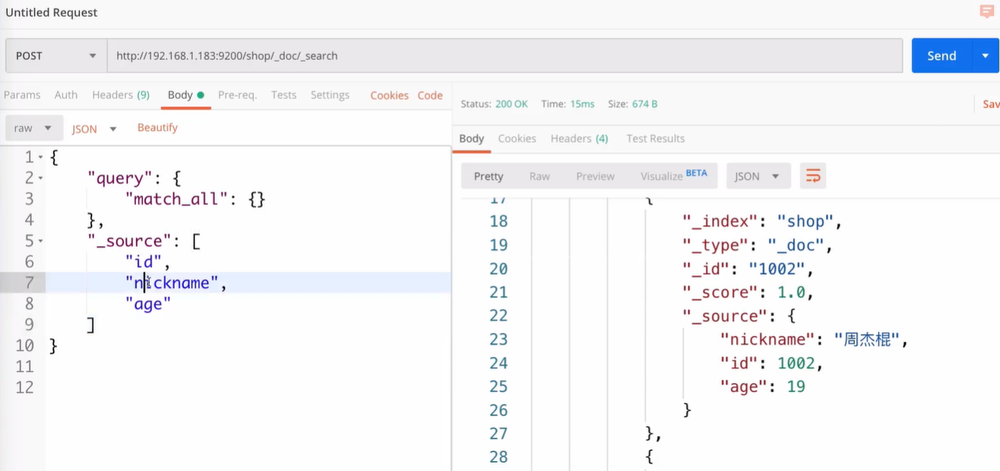 Untitled Request
POST http://192.168.1.183:9200/shop/_doc/_search Send
Params Auth Headers (9) Body Pre-req. Tests Settings Cookies Code
raw JSON Beautify
1 {
2 "query": {
3 "match_all": {}
4 },
5 "_source": [
6 "id",
7 "nickname",
8 "age"
9 ]
10 }
11
12
Status: 200 OK Time: 15ms Size: 674 B Sav
Body Cookies Headers (4) Test Results
Pretty Raw Preview Visualize BETA JSON
17 {
18 "_index": "shop",
19 "_type": "_doc",
20 "_id": "1002",
21 "_score": 1.0,
22 "_source": {
23 "nickname": "周杰棍",
24 "id": 1002,
25 "age": 19
26 }
27 },
28 {